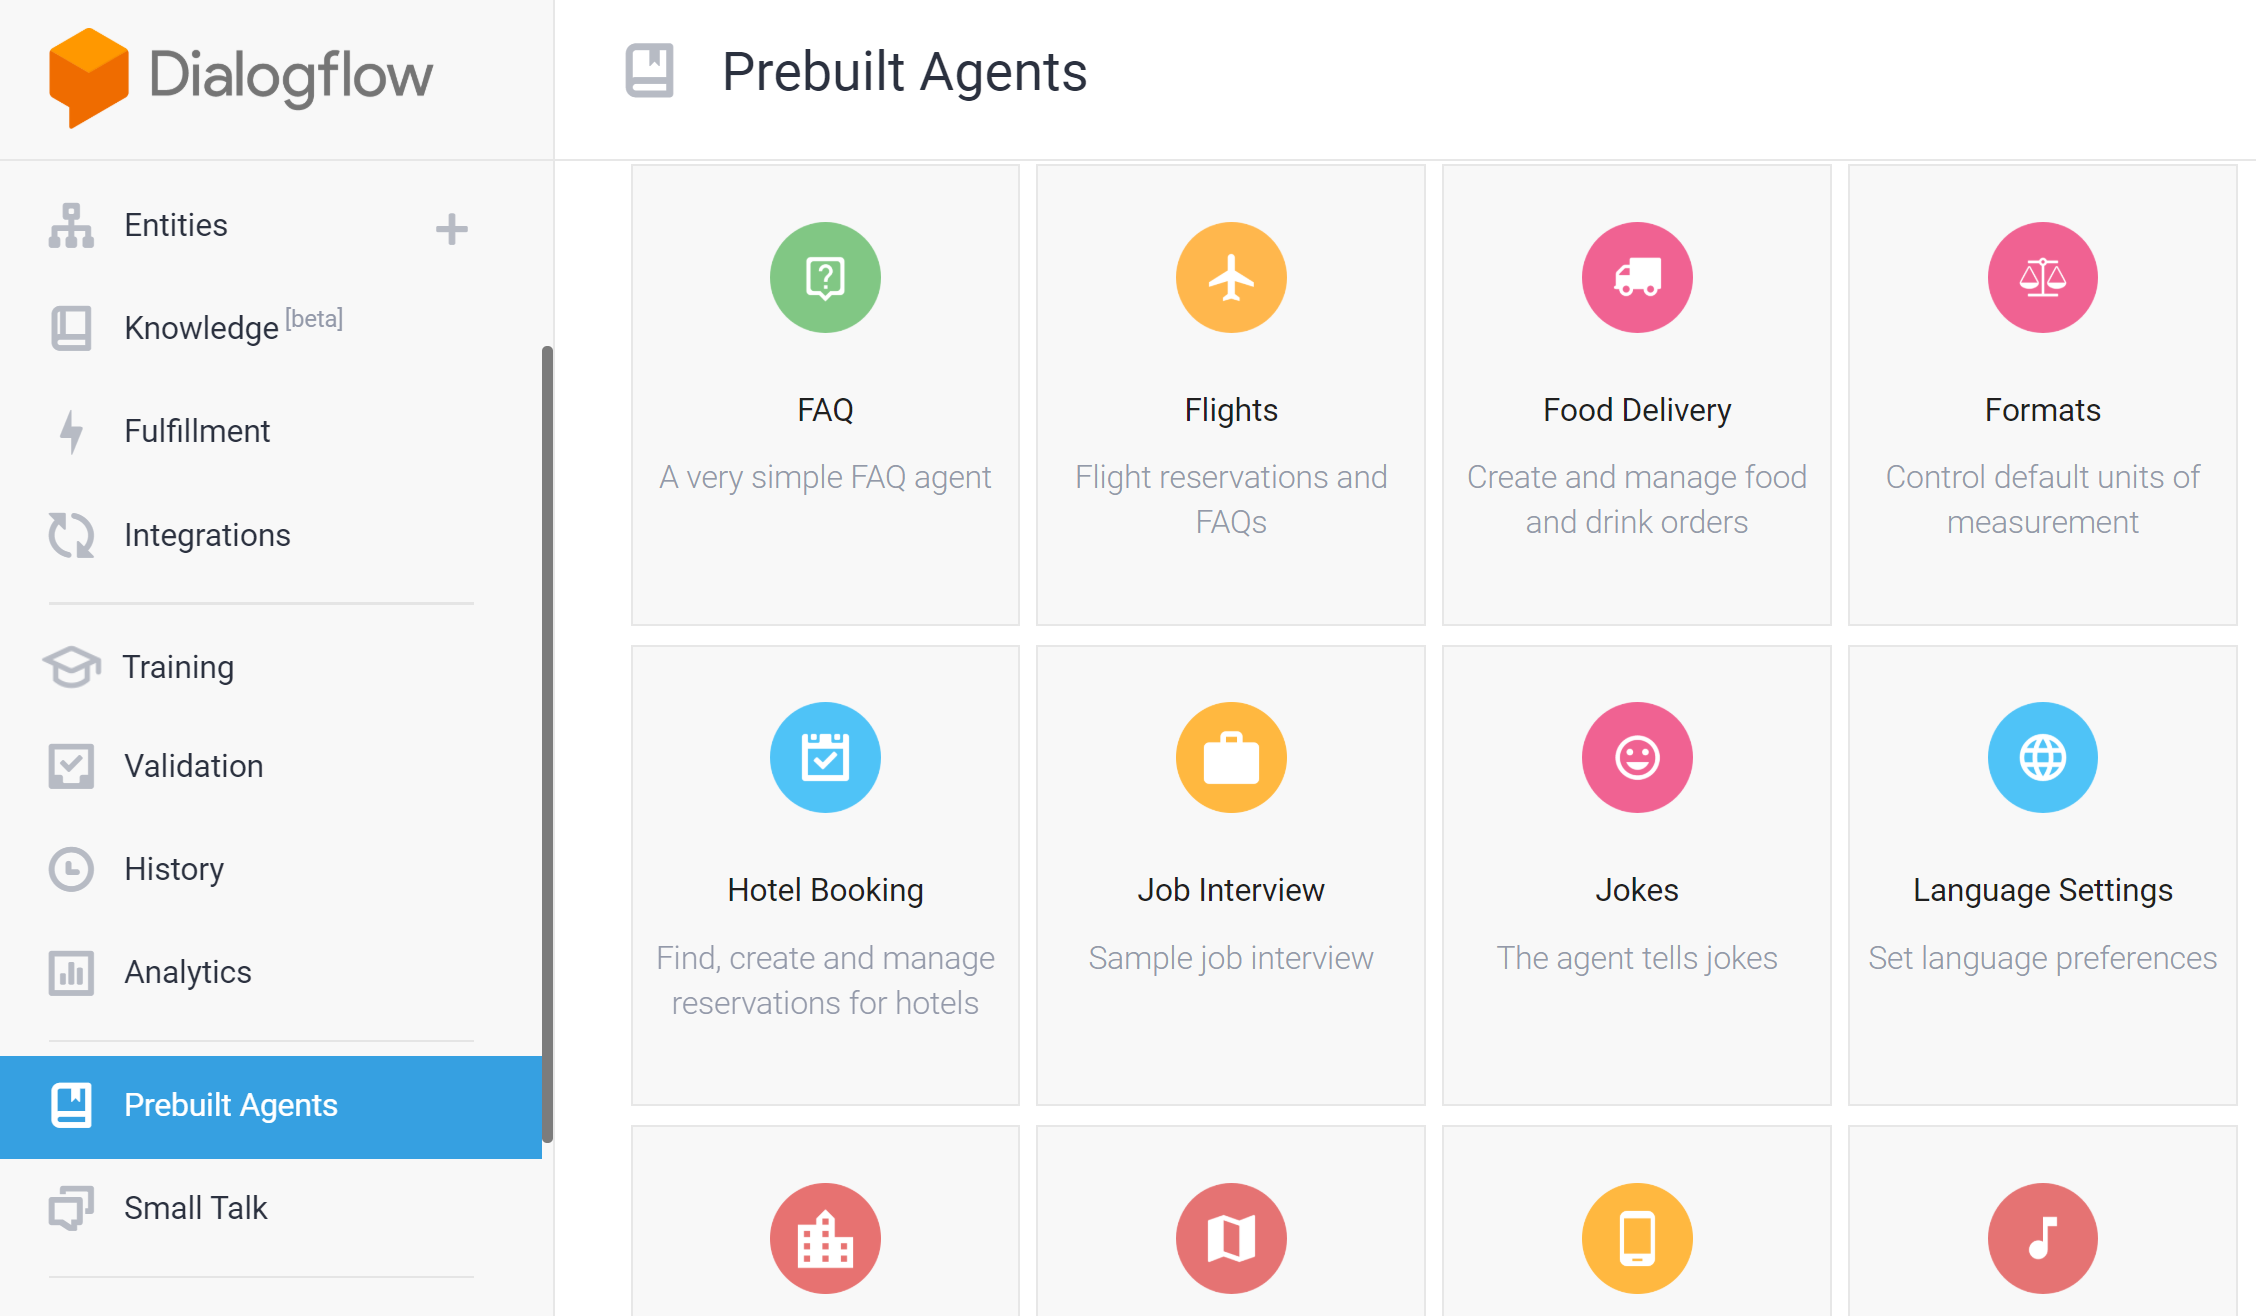 Dialogflow
Entities
Knowledge [beta]
Fulfillment
Integrations
Training
Validation
History
Analytics
Prebuilt Agents
Small Talk
Prebuilt Agents
FAQ
A very simple FAQ agent
Flights
Flight reservations and
FAQs
Food Delivery
Create and manage food
and drink orders
Formats
Control default units of
measurement
Hotel Booking
Find, create and manage
reservations for hotels
Job Interview
Sample job interview
Jokes
The agent tells jokes
Language Settings
Set language preferences